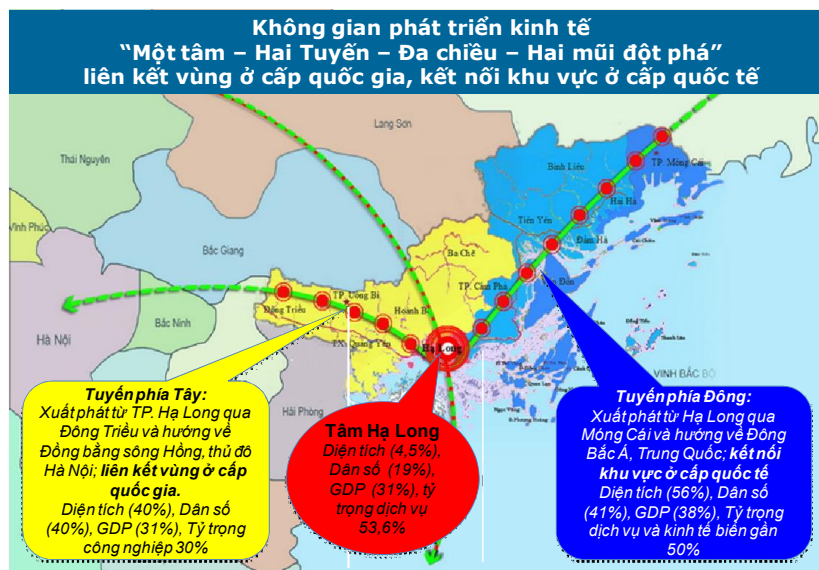 Không gian phát triển kinh tế
“Một tâm – Hai Tuyến – Đa chiều – Hai mũi đột phá”
liên kết vùng ở cấp quốc gia, kết nối khu vực ở cấp quốc tế
Lạng Sơn
Thái Nguyên
Bình Liêu
TP. Móng Cái
Hải Hà
Vĩnh Phúc
Tiên Yên
Đầm Hà
Bắc Giang
Ba Chẽ
TP. Cẩm Phả
Vân Đồn
TP. Uông Bí
Đông Triều
Hoành B
Bắc Ninh
Hà Nội
TX. Quảng Yên
Hạ Long
VỊNH BẮC BỘ
Hải Phòng
Tuyến phía Tây:
Xuất phát từ TP. Hạ Long qua
Đông Triều và hướng về
Đồng bằng sông Hồng, thủ đô
Hà Nội; liên kết vùng ở cấp
quốc gia.
Diện tích (40%), Dân số
(40%), GDP (31%), Tỷ trọng
công nghiệp 30%
Tâm Hạ Long
Diện tích (4,5%),
Dân số (19%),
GDP (31%), tỷ
trọng dịch vụ
53,6%
Tuyến phía Đông:
Xuất phát từ Hạ Long qua
Móng Cái và hướng về Đông
Bắc Á, Trung Quốc; kết nối
khu vực ở cấp quốc tế
Diện tích (56%), Dân số
(41%), GDP (38%), Tỷ trọng
dịch vụ và kinh tế biển gần
50%